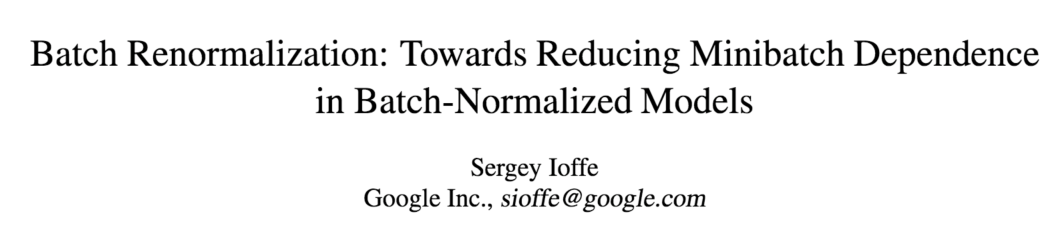 Batch Renormalization: Towards Reducing Minibatch Dependence
in Batch-Normalized Models
Sergey Ioffe
Google Inc., sioffe@google.com